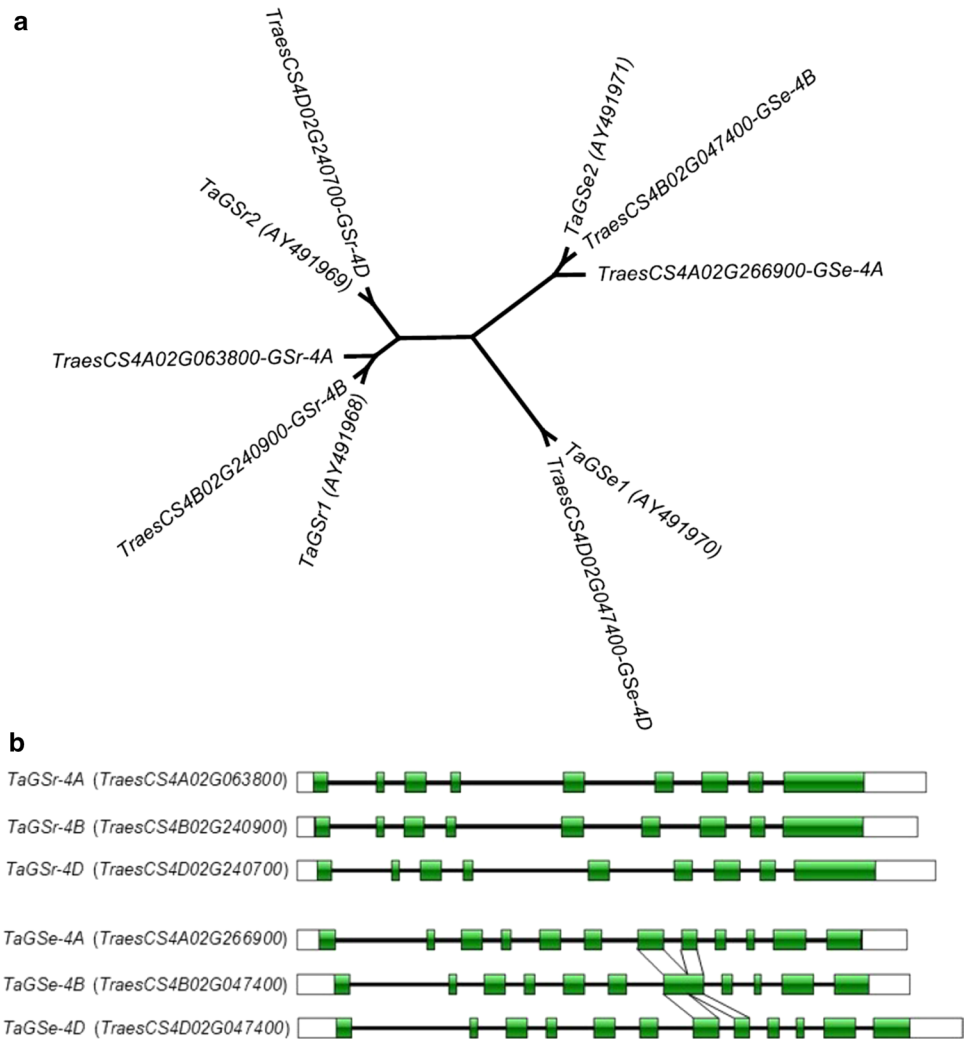 a
TraesCS4D02G240700-GSr-4D
TaGSe2 (AY491971)
TraesCS4B02G047400-GSe-4B
TaGSr2 (AY491969)
TraesCS4A02G266900-GSe-4A
TraesCS4A02G063800-GSr-4A
TraesCS4B02G240900-GSr-4B
TaGSr1 (AY491968)
TaGSe1 (AY491970)
TraesCS4D02G047400-GSe-4D
b
TaGSr-4A (TraesCS4A02G063800)
TaGSr-4B (TraesCS4B02G240900)
TaGSr-4D (TraesCS4D02G240700)
TaGSe-4A (TraesCS4A02G266900)
TaGSe-4B (TraesCS4B02G047400)
TaGSe-4D (TraesCS4D02G047400)